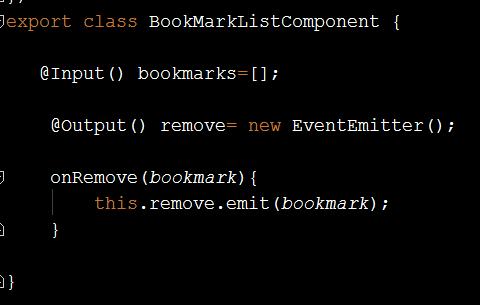 };
export class BookMarkListComponent {
@Input() bookmarks=[];
@Output() remove= new EventEmitter();
onRemove(bookmark){
this.remove.emit(bookmark);
}
}